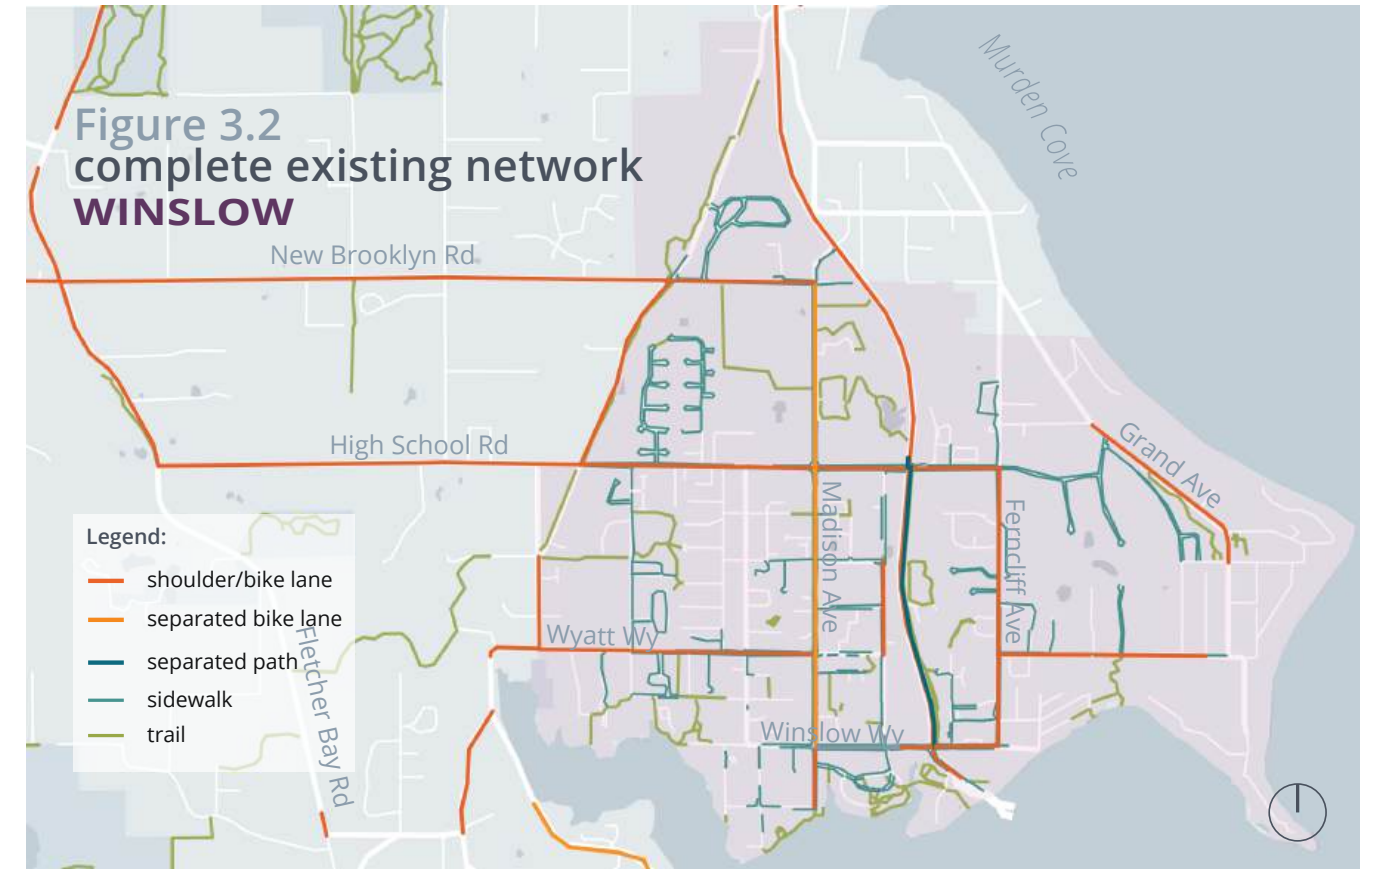 Murden Cove
Figure 3.2
complete existing network
WINSLOW
New Brooklyn Rd
High School Rd
Grand Ave
Madison Ave
Ferncliff Ave
Legend:
shoulder/bike lane
separated bike lane
separated path
sidewalk
trail
Fletcher Bay Rd
Wyatt Wy
Winslow Wy